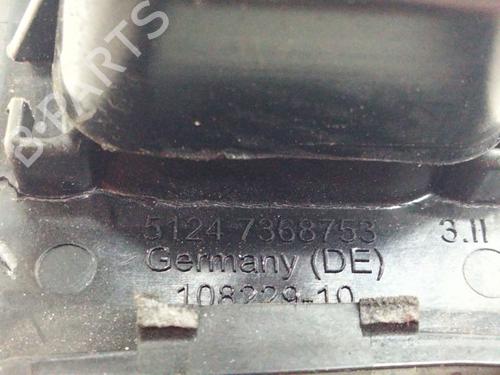 B-PARTS
5124 7368753 3.II
Germany (DE)
108229-10